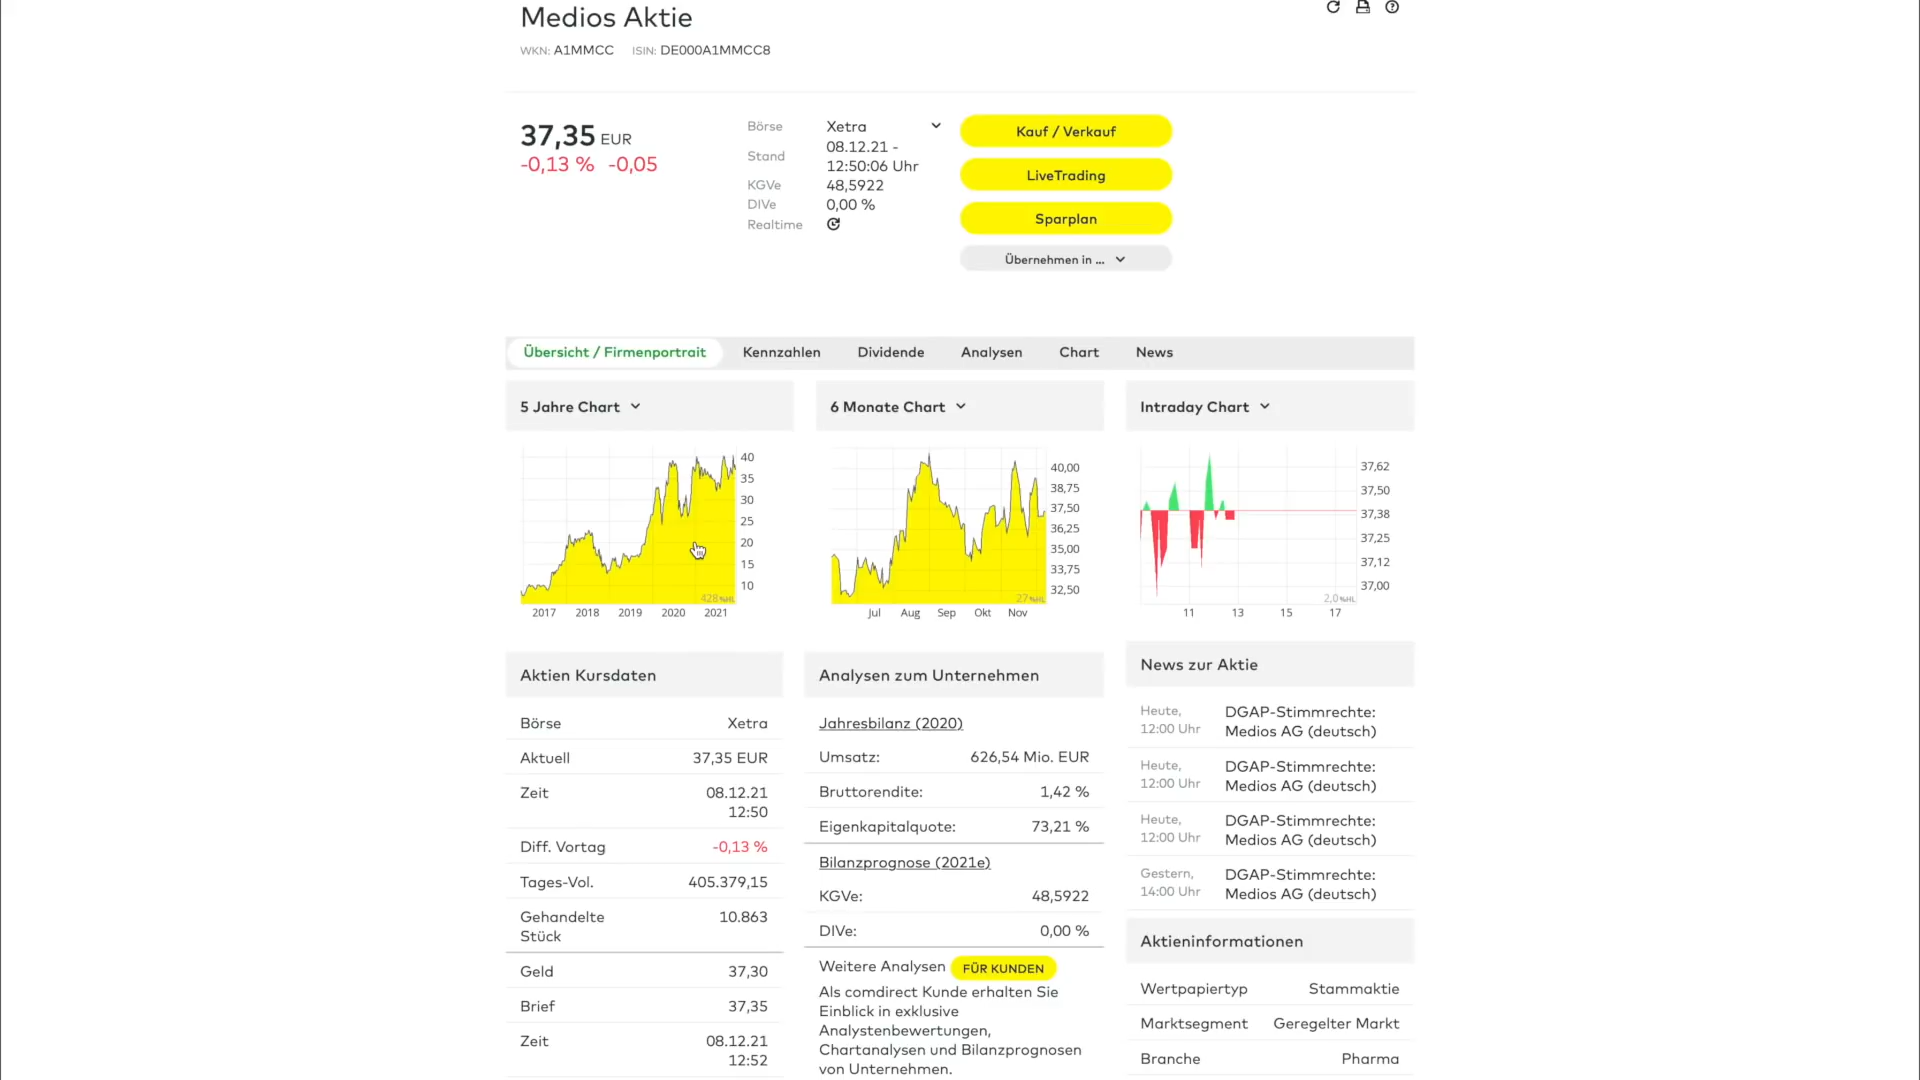 Medios Aktie
WKN: A1MMCC ISIN: DE000A1MMCC8
37,35 EUR
-0,13 % -0,05
Börse Xetra
Stand 08.12.21 -
12:50:06 Uhr
KGVe 48,5922
DIVe 0,00 %
Realtime
Kauf / Verkauf
LiveTrading
Sparplan
Übernehmen in ...
Übersicht / Firmenportrait Kennzahlen Dividende Analysen Chart News
5 Jahre Chart
40
35
30
25
20
15
10
428 %HL
2017 2018 2019 2020 2021
6 Monate Chart
40,00
38,75
37,50
36,25
35,00
33,75
32,50
27 %HL
Jul Aug Sep Okt Nov
Intraday Chart
37,62
37,50
37,38
37,25
37,12
37,00
2,0 %HL
11 13 15 17
Aktien Kursdaten
Börse Xetra
Aktuell 37,35 EUR
Zeit 08.12.21
12:50
Diff. Vortag -0,13 %
Tages-Vol. 405.379,15
Gehandelte 10.863
Stück
Geld 37,30
Brief 37,35
Zeit 08.12.21
12:52
Analysen zum Unternehmen
Jahresbilanz (2020)
Umsatz: 626,54 Mio. EUR
Bruttorendite: 1,42 %
Eigenkapitalquote: 73,21 %
Bilanzprognose (2021e)
KGVe: 48,5922
DIVe: 0,00 %
Weitere Analysen FÜR KUNDEN
Als comdirect Kunde erhalten Sie
Einblick in exklusive
Analystenbewertungen,
Chartanalysen und Bilanzprognosen
von Unternehmen.
News zur Aktie
Heute, DGAP-Stimmrechte:
12:00 Uhr Medios AG (deutsch)
Heute, DGAP-Stimmrechte:
12:00 Uhr Medios AG (deutsch)
Heute, DGAP-Stimmrechte:
12:00 Uhr Medios AG (deutsch)
Gestern, DGAP-Stimmrechte:
14:00 Uhr Medios AG (deutsch)
Aktieninformationen
Wertpapiertyp Stammaktie
Marktsegment Geregelter Markt
Branche Pharma